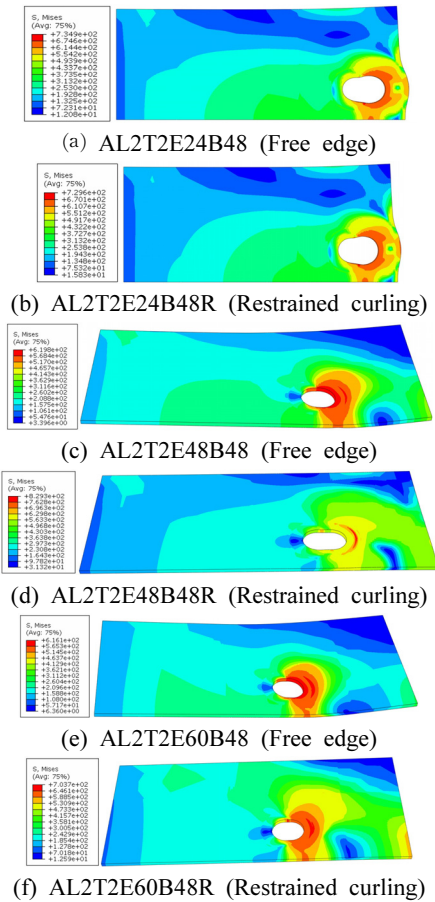 S, Mises
(Avg: 75%)
+7.349e+02
+6.746e+02
+6.144e+02
+5.542e+02
+4.939e+02
+4.337e+02
+3.735e+02
+3.132e+02
+2.530e+02
+1.928e+02
+1.325e+02
+7.231e+01
+1.208e+01
(a) AL2T2E24B48 (Free edge)
S, Mises
(Avg: 75%)
+7.296e+02
+6.701e+02
+6.107e+02
+5.512e+02
+4.917e+02
+4.322e+02
+3.727e+02
+3.132e+02
+2.538e+02
+1.943e+02
+1.348e+02
+7.532e+01
+1.583e+01
(b) AL2T2E24B48R (Restrained curling)
S, Mises
(Avg: 75%)
+6.198e+02
+5.684e+02
+5.170e+02
+4.657e+02
+4.143e+02
+3.629e+02
+3.116e+02
+2.602e+02
+2.088e+02
+1.575e+02
+1.061e+02
+5.476e+01
+3.396e+00
(c) AL2T2E48B48 (Free edge)
S, Mises
(Avg: 75%)
+8.293e+02
+7.628e+02
+6.963e+02
+6.298e+02
+5.633e+02
+4.968e+02
+4.303e+02
+3.638e+02
+2.973e+02
+2.308e+02
+1.643e+02
+9.782e+01
+3.132e+01
(d) AL2T2E48B48R (Restrained curling)
S, Mises
(Avg: 75%)
+6.161e+02
+5.653e+02
+5.145e+02
+4.637e+02
+4.129e+02
+3.621e+02
+3.112e+02
+2.604e+02
+2.096e+02
+1.588e+02
+1.080e+02
+5.717e+01
+6.360e+00
(e) AL2T2E60B48 (Free edge)
S, Mises
(Avg: 75%)
+7.037e+02
+6.461e+02
+5.885e+02
+5.309e+02
+4.733e+02
+4.157e+02
+3.581e+02
+3.005e+02
+2.429e+02
+1.854e+02
+1.278e+02
+7.018e+01
+1.259e+01
(f) AL2T2E60B48R (Restrained curling)